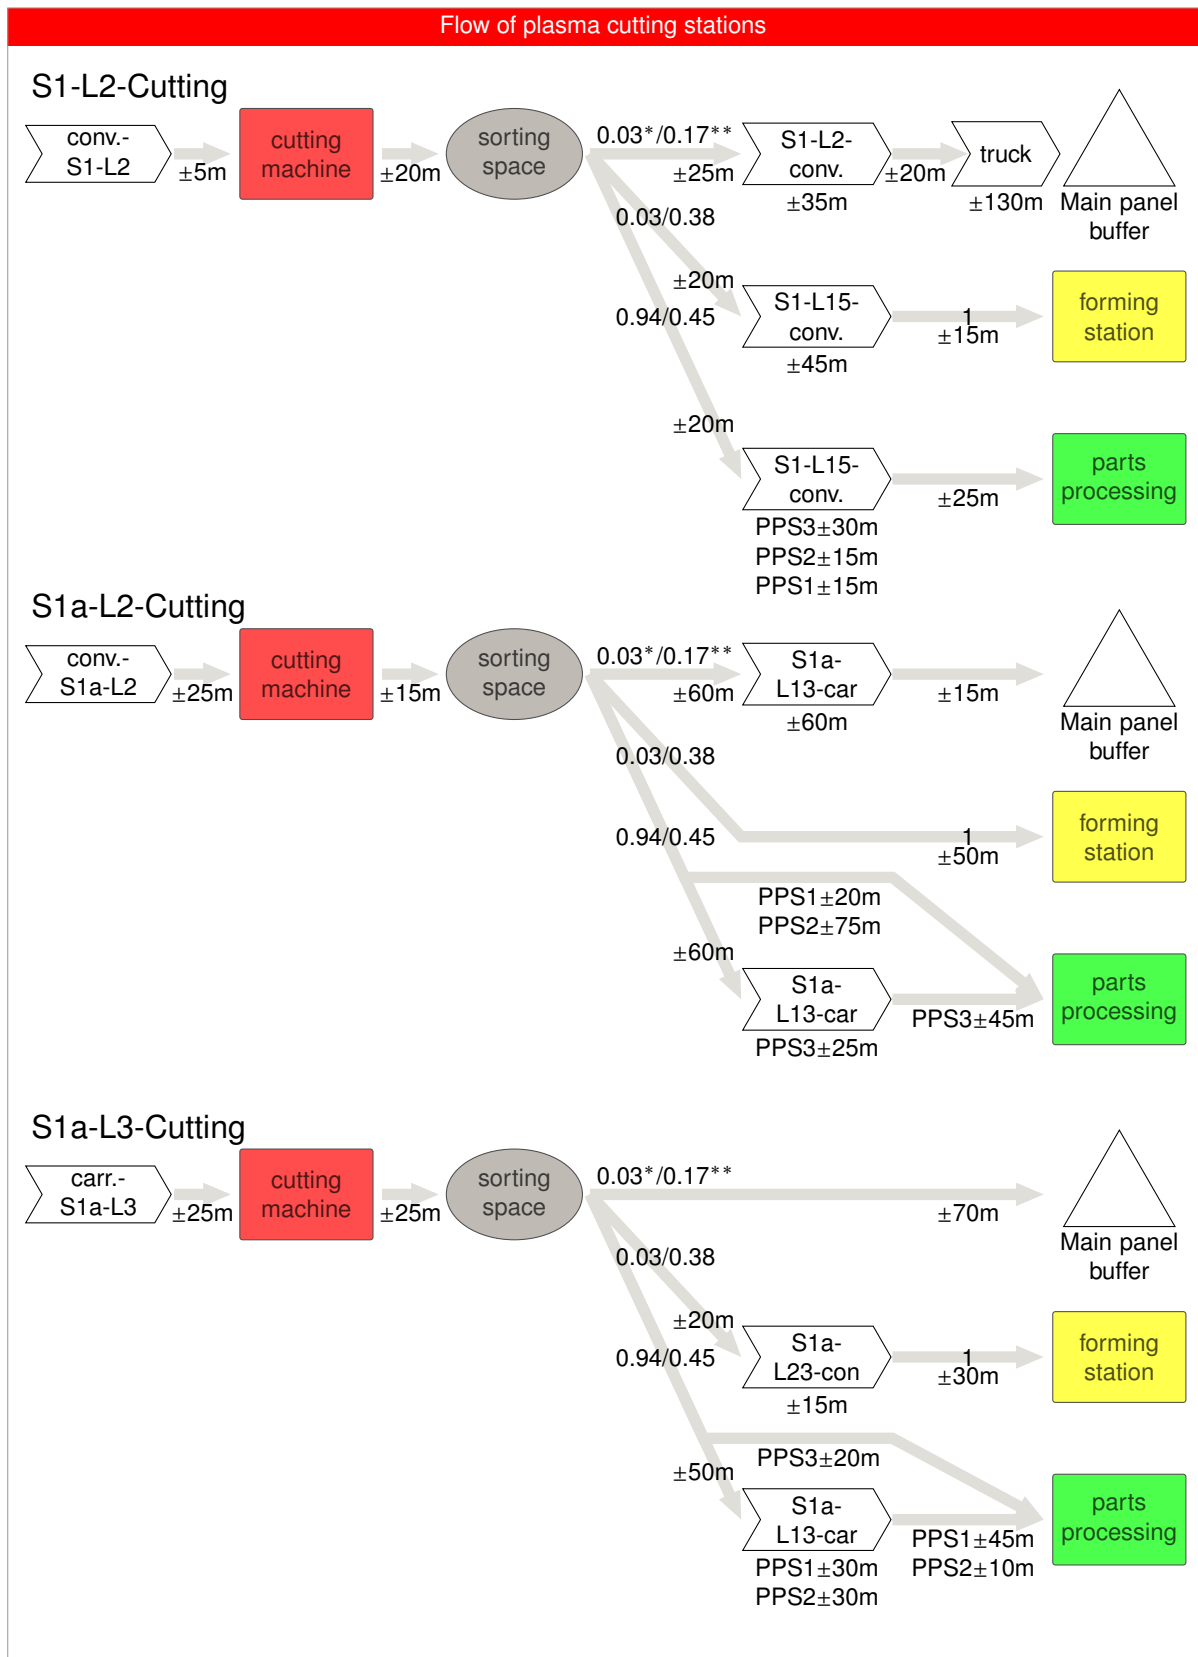 Flow of plasma cutting stations
S1-L2-Cutting
conv.-
S1-L2
±5m
cutting
machine
±20m
sorting
space
0.03*/0.17**
±25m
S1-L2-
conv.
±35m
±20m
truck
±130m
Main panel
buffer
0.03/0.38
±20m
S1-L15-
conv.
±45m
1
±15m
forming
station
0.94/0.45
±20m
S1-L15-
conv.
PPS3±30m
PPS2±15m
PPS1±15m
±25m
parts
processing
S1a-L2-Cutting
conv.-
S1a-L2
±25m
cutting
machine
±15m
sorting
space
0.03*/0.17**
±60m
S1a-
L13-car
±60m
±15m
Main panel
buffer
0.03/0.38
1
±50m
forming
station
0.94/0.45
PPS1±20m
PPS2±75m
±60m
S1a-
L13-car
PPS3±25m
PPS3±45m
parts
processing
S1a-L3-Cutting
carr.-
S1a-L3
±25m
cutting
machine
±25m
sorting
space
0.03*/0.17**
±70m
Main panel
buffer
0.03/0.38
±20m
S1a-
L23-con
±15m
1
±30m
forming
station
0.94/0.45
PPS3±20m
±50m
S1a-
L13-car
PPS1±30m
PPS2±30m
PPS1±45m
PPS2±10m
parts
processing